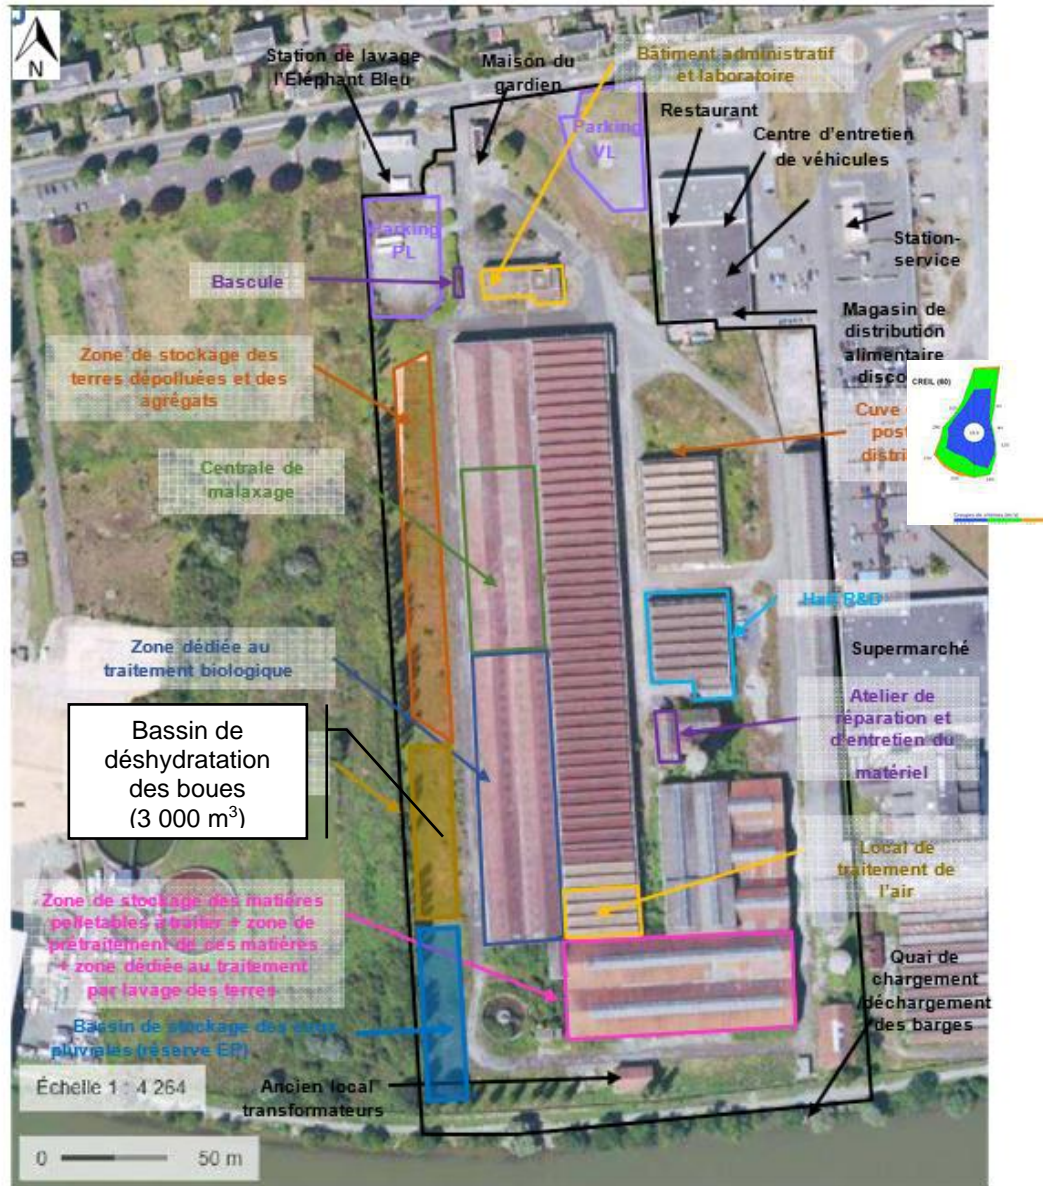 N
Station de lavage
l'Eléphant Bleu
Maison du
gardien
Bâtiment administratif
et laboratoire
Restaurant
Centre d'entretien
de véhicules
Parking
VL
Parking
PL
Station-
service
Bascule
Magasin de
distribution
alimentaire
Zone de stockage des
terres dépolluées et des
agrégats
CREIL (60)
Cuve
Centrale de
malaxage
Hall R&D
Zone dédiée au
traitement biologique
Supermarché
Atelier de
réparation et
d'entretien du
matériel
Bassin de
déshydratation
des boues
(3 000 m³)
Local de
traitement de
l'air
Zone de stockage des matières
pelletables à traiter + zone de
prétraitement de ces matières
+ zone dédiée au traitement
par lavage des terres
Quai de
chargement
/déchargement
des barges
Bassin de stockage des eaux
pluviales (réserve EP)
Échelle 1 : 4 264
Ancien local
transformateurs
0 50 m